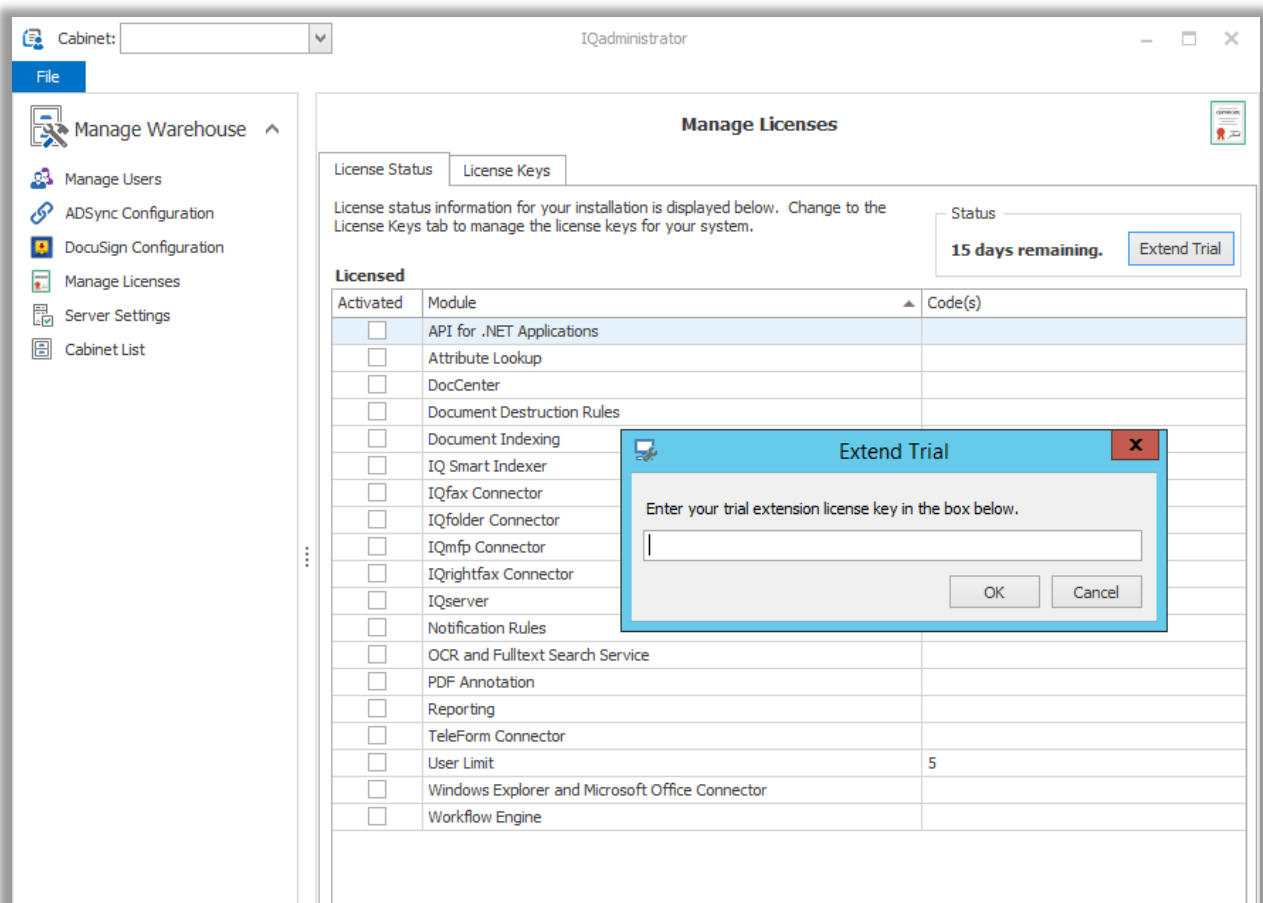 Cabinet:
IQadministrator
File
Manage Warehouse
Manage Users
ADSync Configuration
DocuSign Configuration
Manage Licenses
Server Settings
Cabinet List
Manage Licenses
CERTIFICATE
License Status
License Keys
License status information for your installation is displayed below. Change to the
License Keys tab to manage the license keys for your system.
Status
15 days remaining.
Extend Trial
Licensed
Activated Module Code(s)
API for .NET Applications
Attribute Lookup
DocCenter
Document Destruction Rules
Document Indexing
IQ Smart Indexer
IQfax Connector
IQfolder Connector
IQmfp Connector
IQrightfax Connector
IQserver
Notification Rules
OCR and Fulltext Search Service
PDF Annotation
Reporting
TeleForm Connector
User Limit 5
Windows Explorer and Microsoft Office Connector
Workflow Engine
Extend Trial
x
Enter your trial extension license key in the box below.
OK
Cancel